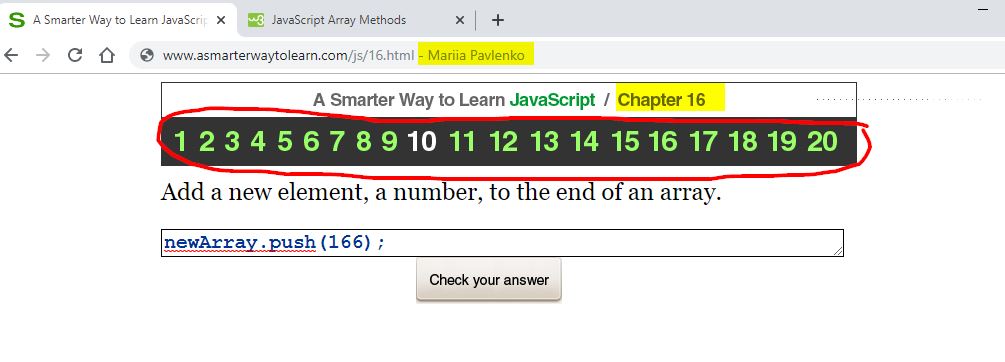 A Smarter Way to Learn JavaScrip
JavaScript Array Methods
www.asmarterwaytolearn.com/js/16.html - Mariia Pavlenko
A Smarter Way to Learn JavaScript / Chapter 16
1 2 3 4 5 6 7 8 9 10 11 12 13 14 15 16 17 18 19 20
Add a new element, a number, to the end of an array.
newArray.push(166);
Check your answer